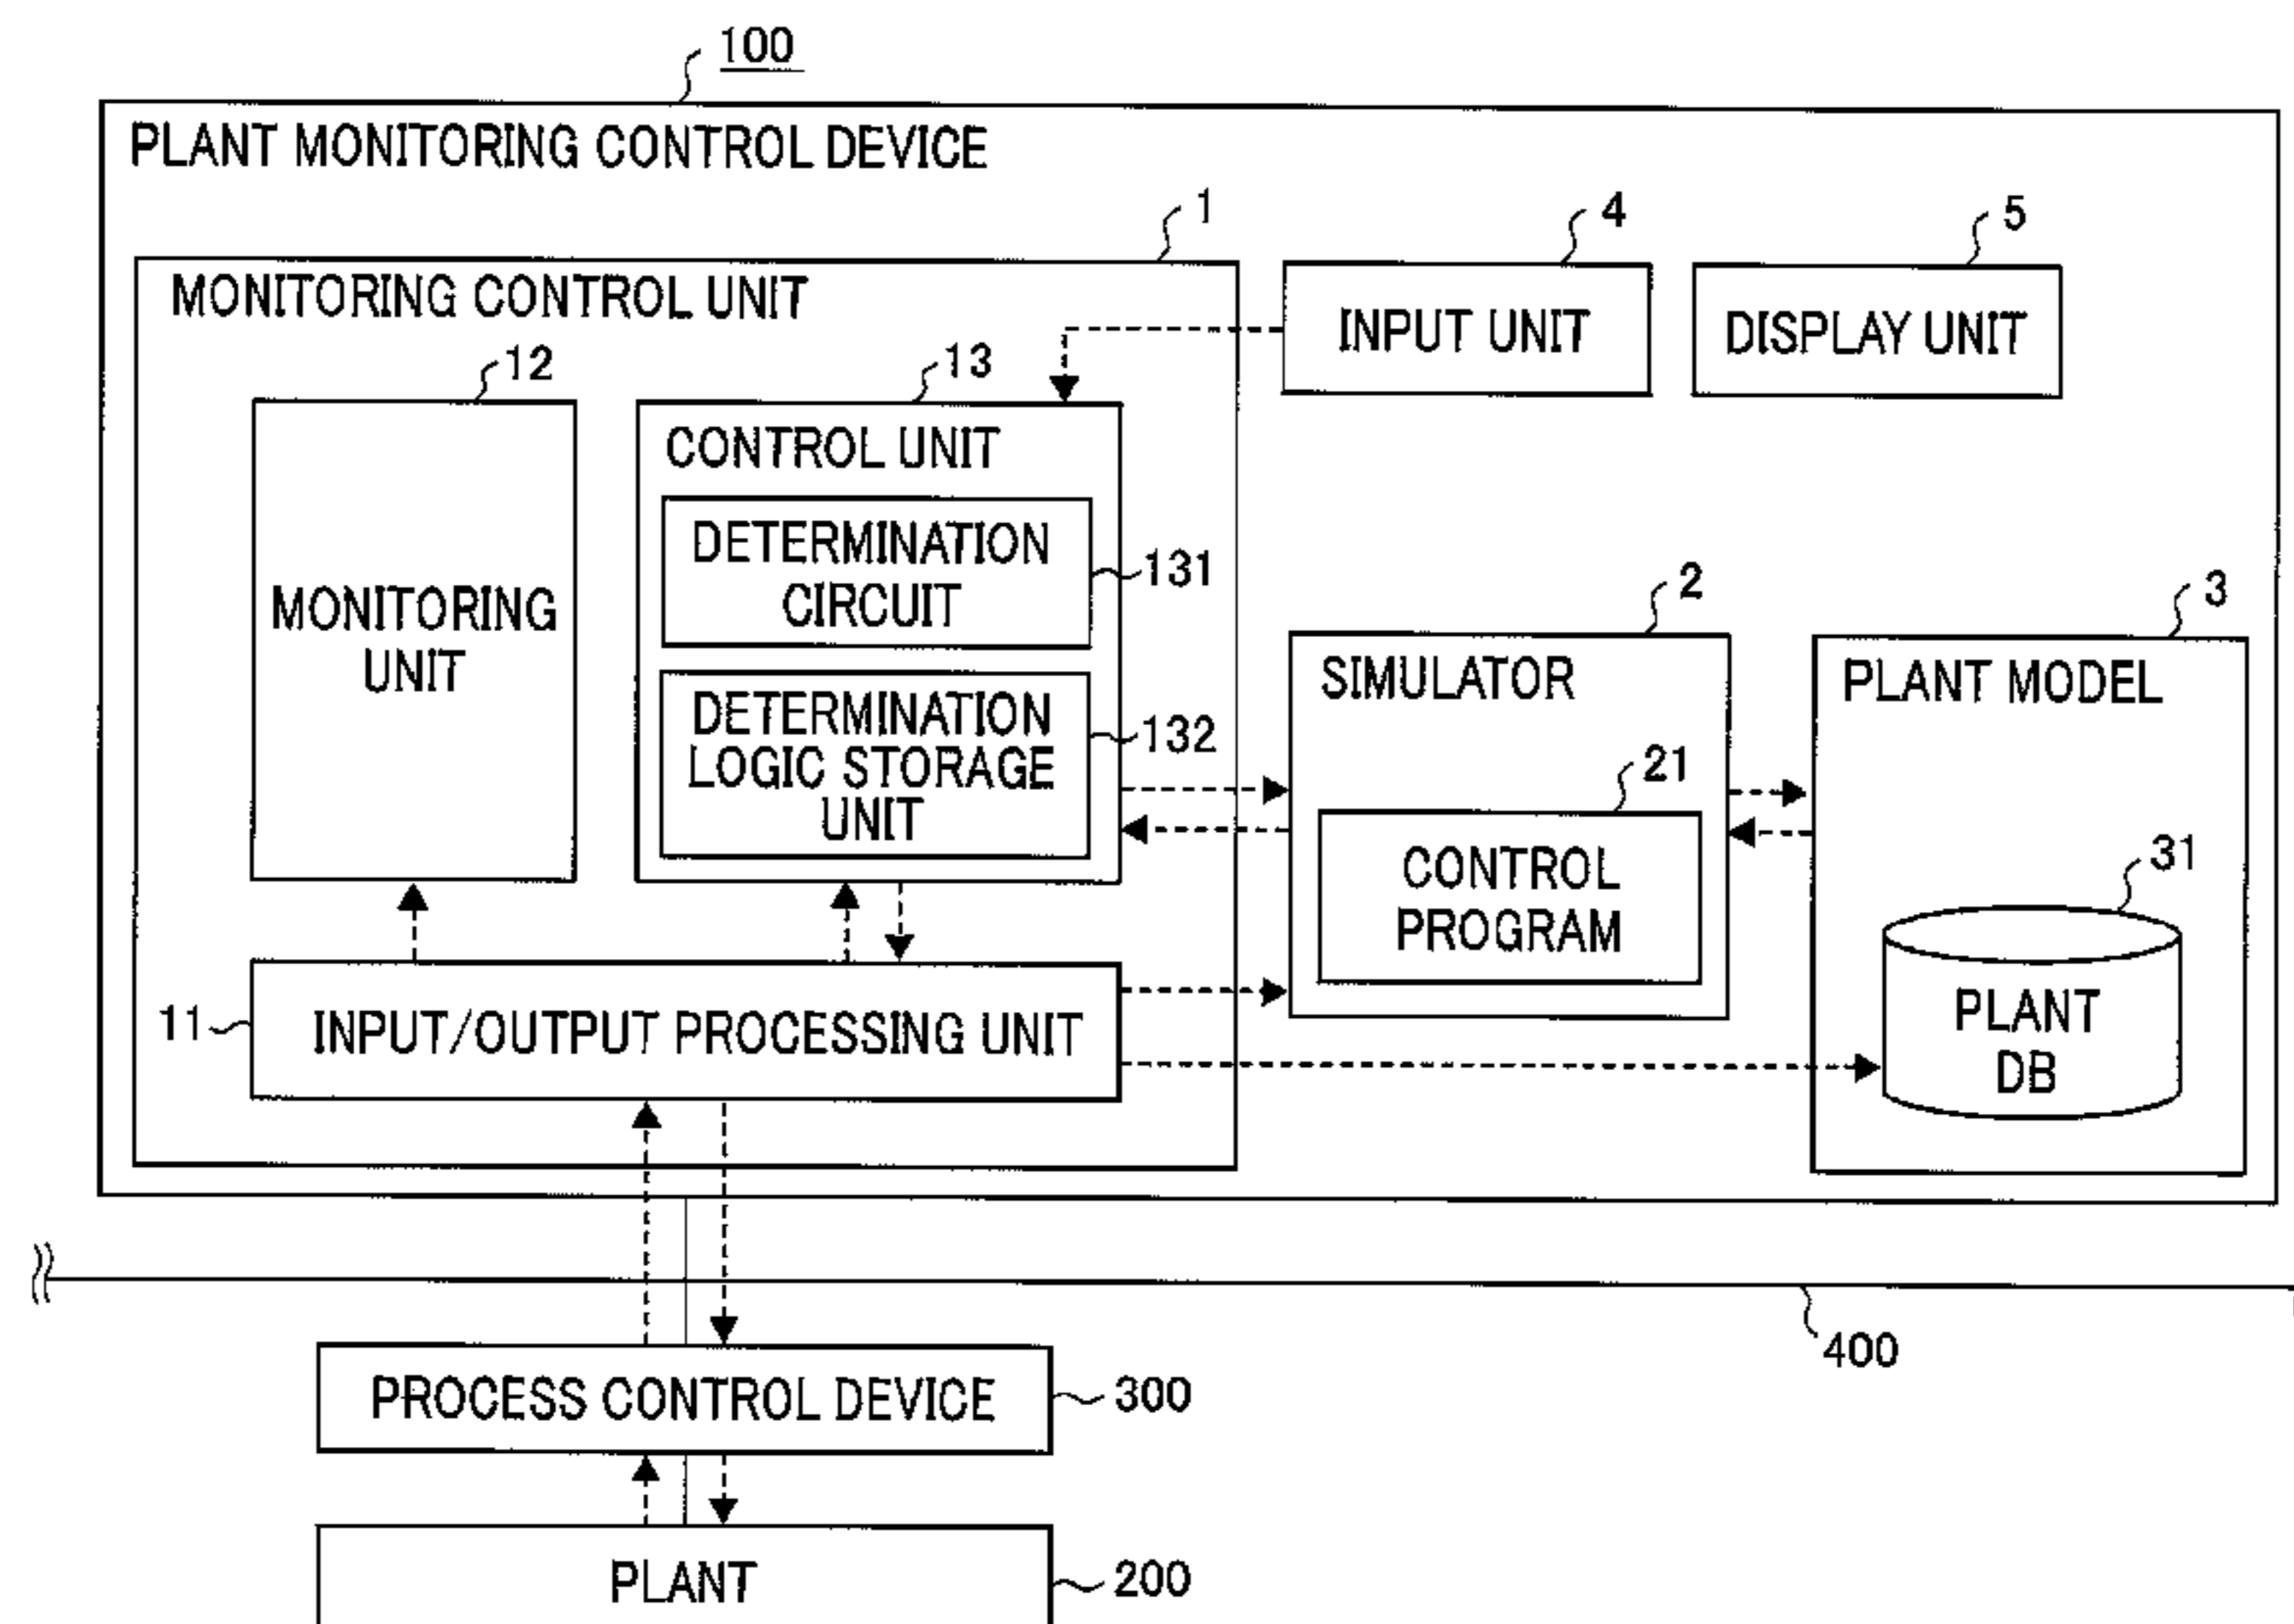 100
PLANT MONITORING CONTROL DEVICE
1
MONITORING CONTROL UNIT
4
INPUT UNIT
5
DISPLAY UNIT
12
MONITORING
UNIT
13
CONTROL UNIT
DETERMINATION
CIRCUIT
131
DETERMINATION
LOGIC STORAGE
UNIT
132
2
SIMULATOR
21
CONTROL
PROGRAM
3
PLANT MODEL
31
PLANT
DB
11
INPUT/OUTPUT PROCESSING UNIT
400
PROCESS CONTROL DEVICE
300
PLANT
200